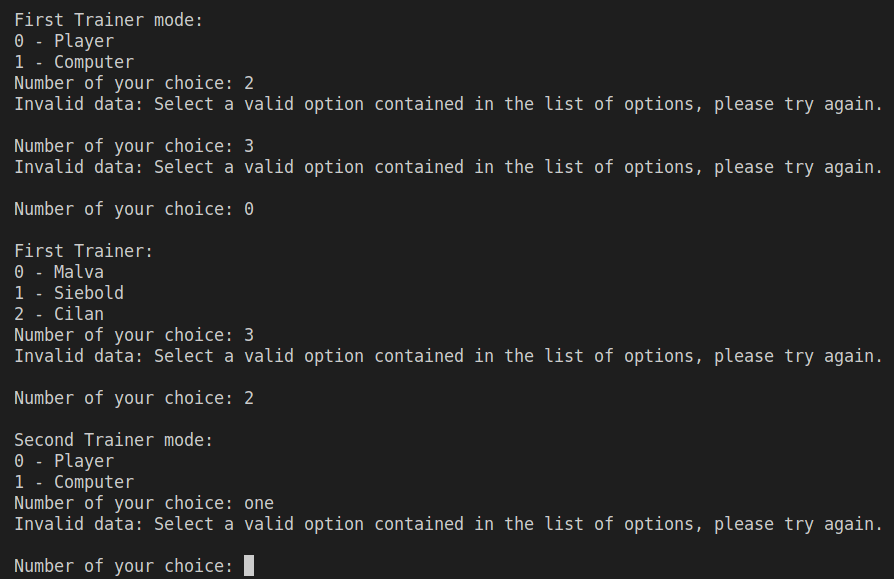 First Trainer mode:
0 - Player
1 - Computer
Number of your choice: 2
Invalid data: Select a valid option contained in the list of options, please try again.
Number of your choice: 3
Invalid data: Select a valid option contained in the list of options, please try again.
Number of your choice: 0
First Trainer:
0 - Malva
1 - Siebold
2 - Cilan
Number of your choice: 3
Invalid data: Select a valid option contained in the list of options, please try again.
Number of your choice: 2
Second Trainer mode:
0 - Player
1 - Computer
Number of your choice: one
Invalid data: Select a valid option contained in the list of options, please try again.
Number of your choice: